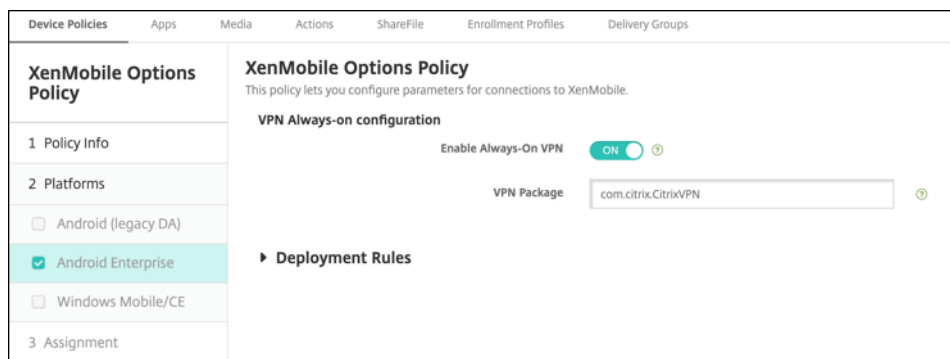 Device Policies Apps Media Actions ShareFile Enrollment Profiles Delivery Groups
XenMobile Options
Policy
1 Policy Info
2 Platforms
Android (legacy DA)
Android Enterprise
Windows Mobile/CE
3 Assignment
XenMobile Options Policy
This policy lets you configure parameters for connections to XenMobile.
VPN Always-on configuration
Enable Always-On VPN ON ?
VPN Package com.citrix.CitrixVPN ?
Deployment Rules